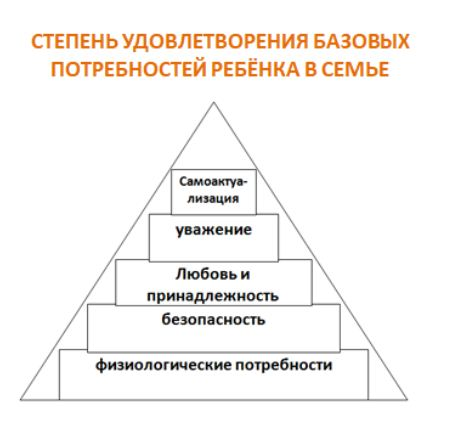 СТЕПЕНЬ УДОВЛЕТВОРЕНИЯ БАЗОВЫХ
ПОТРЕБНОСТЕЙ РЕБЁНКА В СЕМЬЕ
Самоактуа-
лизация
уважение
Любовь и
принадлежность
безопасность
физиологические потребности